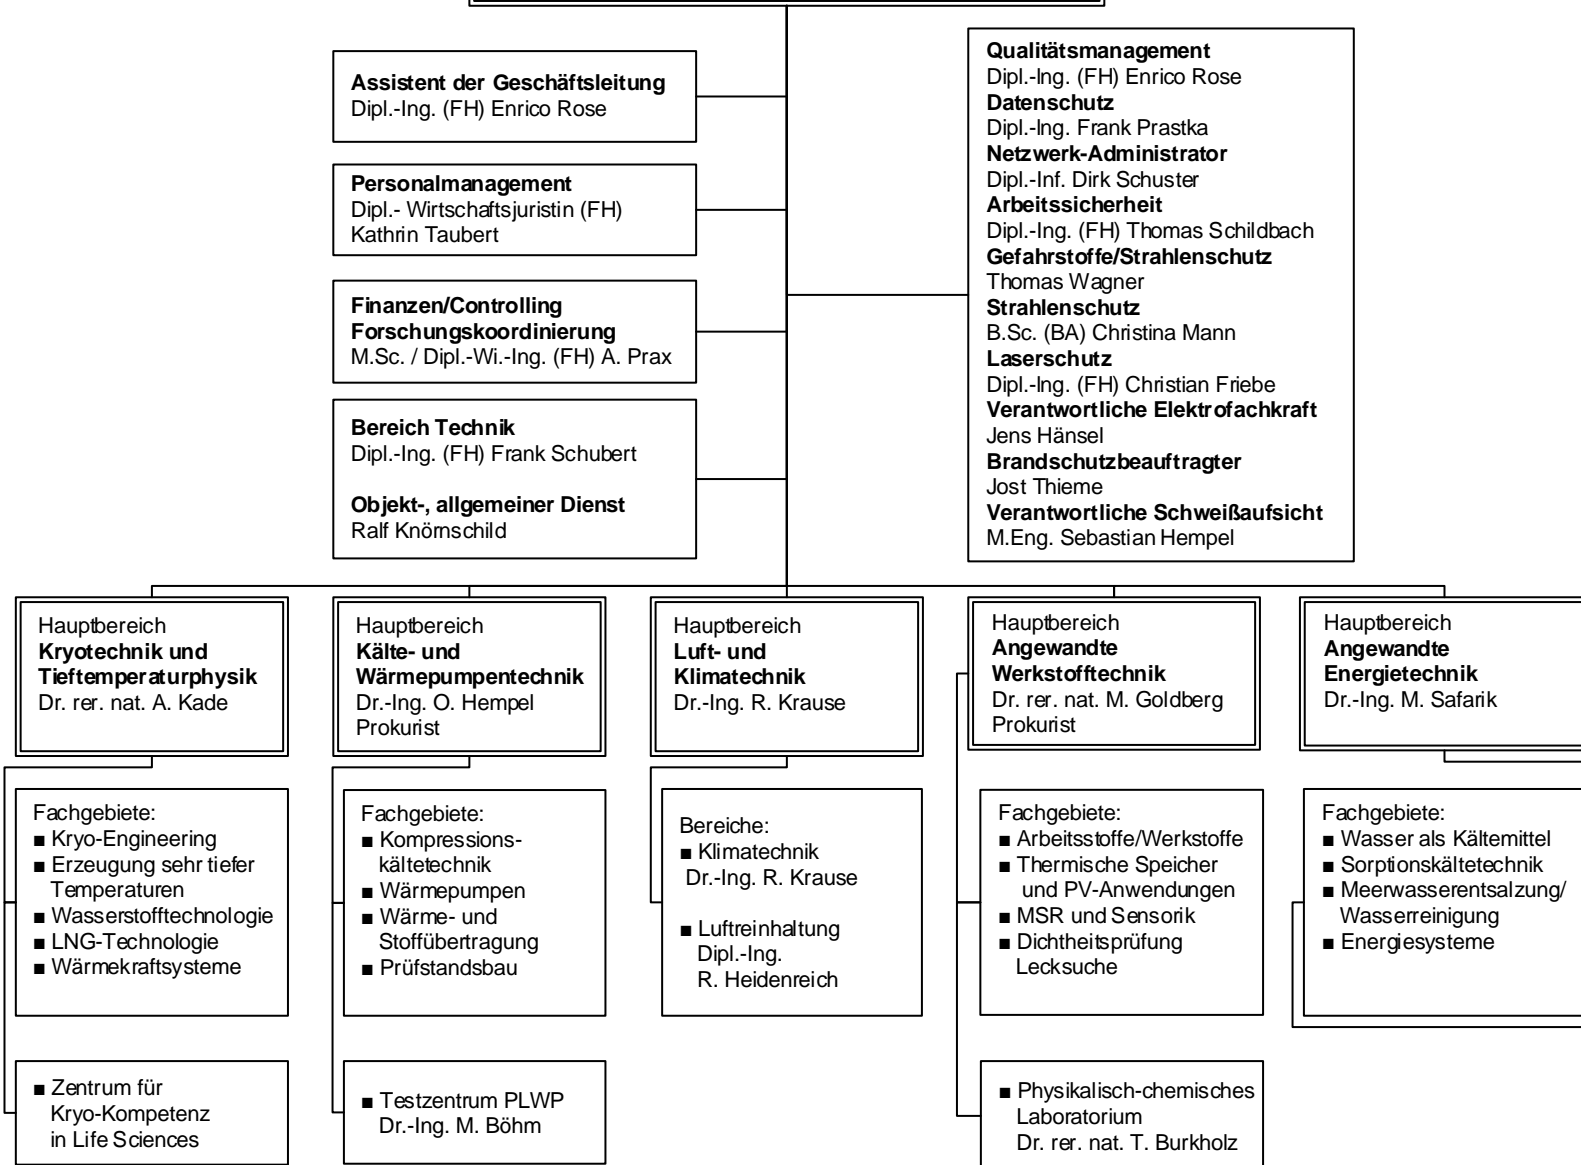 Assistent der Geschäftsleitung
Dipl.-Ing. (FH) Enrico Rose
Personalmanagement
Dipl.- Wirtschaftsjuristin (FH)
Kathrin Taubert
Finanzen/Controlling
Forschungskoordinierung
M.Sc. / Dipl.-Wi.-Ing. (FH) A. Prax
Bereich Technik
Dipl.-Ing. (FH) Frank Schubert
Objekt-, allgemeiner Dienst
Ralf Knörnschild
Qualitätsmanagement
Dipl.-Ing. (FH) Enrico Rose
Datenschutz
Dipl.-Ing. Frank Prastka
Netzwerk-Administrator
Dipl.-Inf. Dirk Schuster
Arbeitssicherheit
Dipl.-Ing. (FH) Thomas Schildbach
Gefahrstoffe/Strahlenschutz
Thomas Wagner
Strahlenschutz
B.Sc. (BA) Christina Mann
Laserschutz
Dipl.-Ing. (FH) Christian Friebe
Verantwortliche Elektrofachkraft
Jens Hänsel
Brandschutzbeauftragter
Jost Thieme
Verantwortliche Schweißaufsicht
M.Eng. Sebastian Hempel
Hauptbereich
Kryotechnik und
Tieftemperaturphysik
Dr. rer. nat. A. Kade
Hauptbereich
Kälte- und
Wärmepumpentechnik
Dr.-Ing. O. Hempel
Prokurist
Hauptbereich
Luft- und
Klimatechnik
Dr.-Ing. R. Krause
Hauptbereich
Angewandte
Werkstofftechnik
Dr. rer. nat. M. Goldberg
Prokurist
Hauptbereich
Angewandte
Energietechnik
Dr.-Ing. M. Safarik
Fachgebiete:
■ Kryo-Engineering
■ Erzeugung sehr tiefer
Temperaturen
■ Wasserstofftechnologie
■ LNG-Technologie
■ Wärmekraftsysteme
Fachgebiete:
■ Kompressions-
kältetechnik
■ Wärmepumpen
■ Wärme- und
Stoffübertragung
■ Prüfstandsbau
Bereiche:
■ Klimatechnik
Dr.-Ing. R. Krause
■ Luftreinhaltung
Dipl.-Ing.
R. Heidenreich
Fachgebiete:
■ Arbeitsstoffe/Werkstoffe
■ Thermische Speicher
und PV-Anwendungen
■ MSR und Sensorik
■ Dichtheitsprüfung
Lecksuche
Fachgebiete:
■ Wasser als Kältemittel
■ Sorptionskältetechnik
■ Meerwasserentsalzung/
Wasserreinigung
■ Energiesysteme
■ Zentrum für
Kryo-Kompetenz
in Life Sciences
■ Testzentrum PLWP
Dr.-Ing. M. Böhm
■ Physikalisch-chemisches
Laboratorium
Dr. rer. nat. T. Burkholz